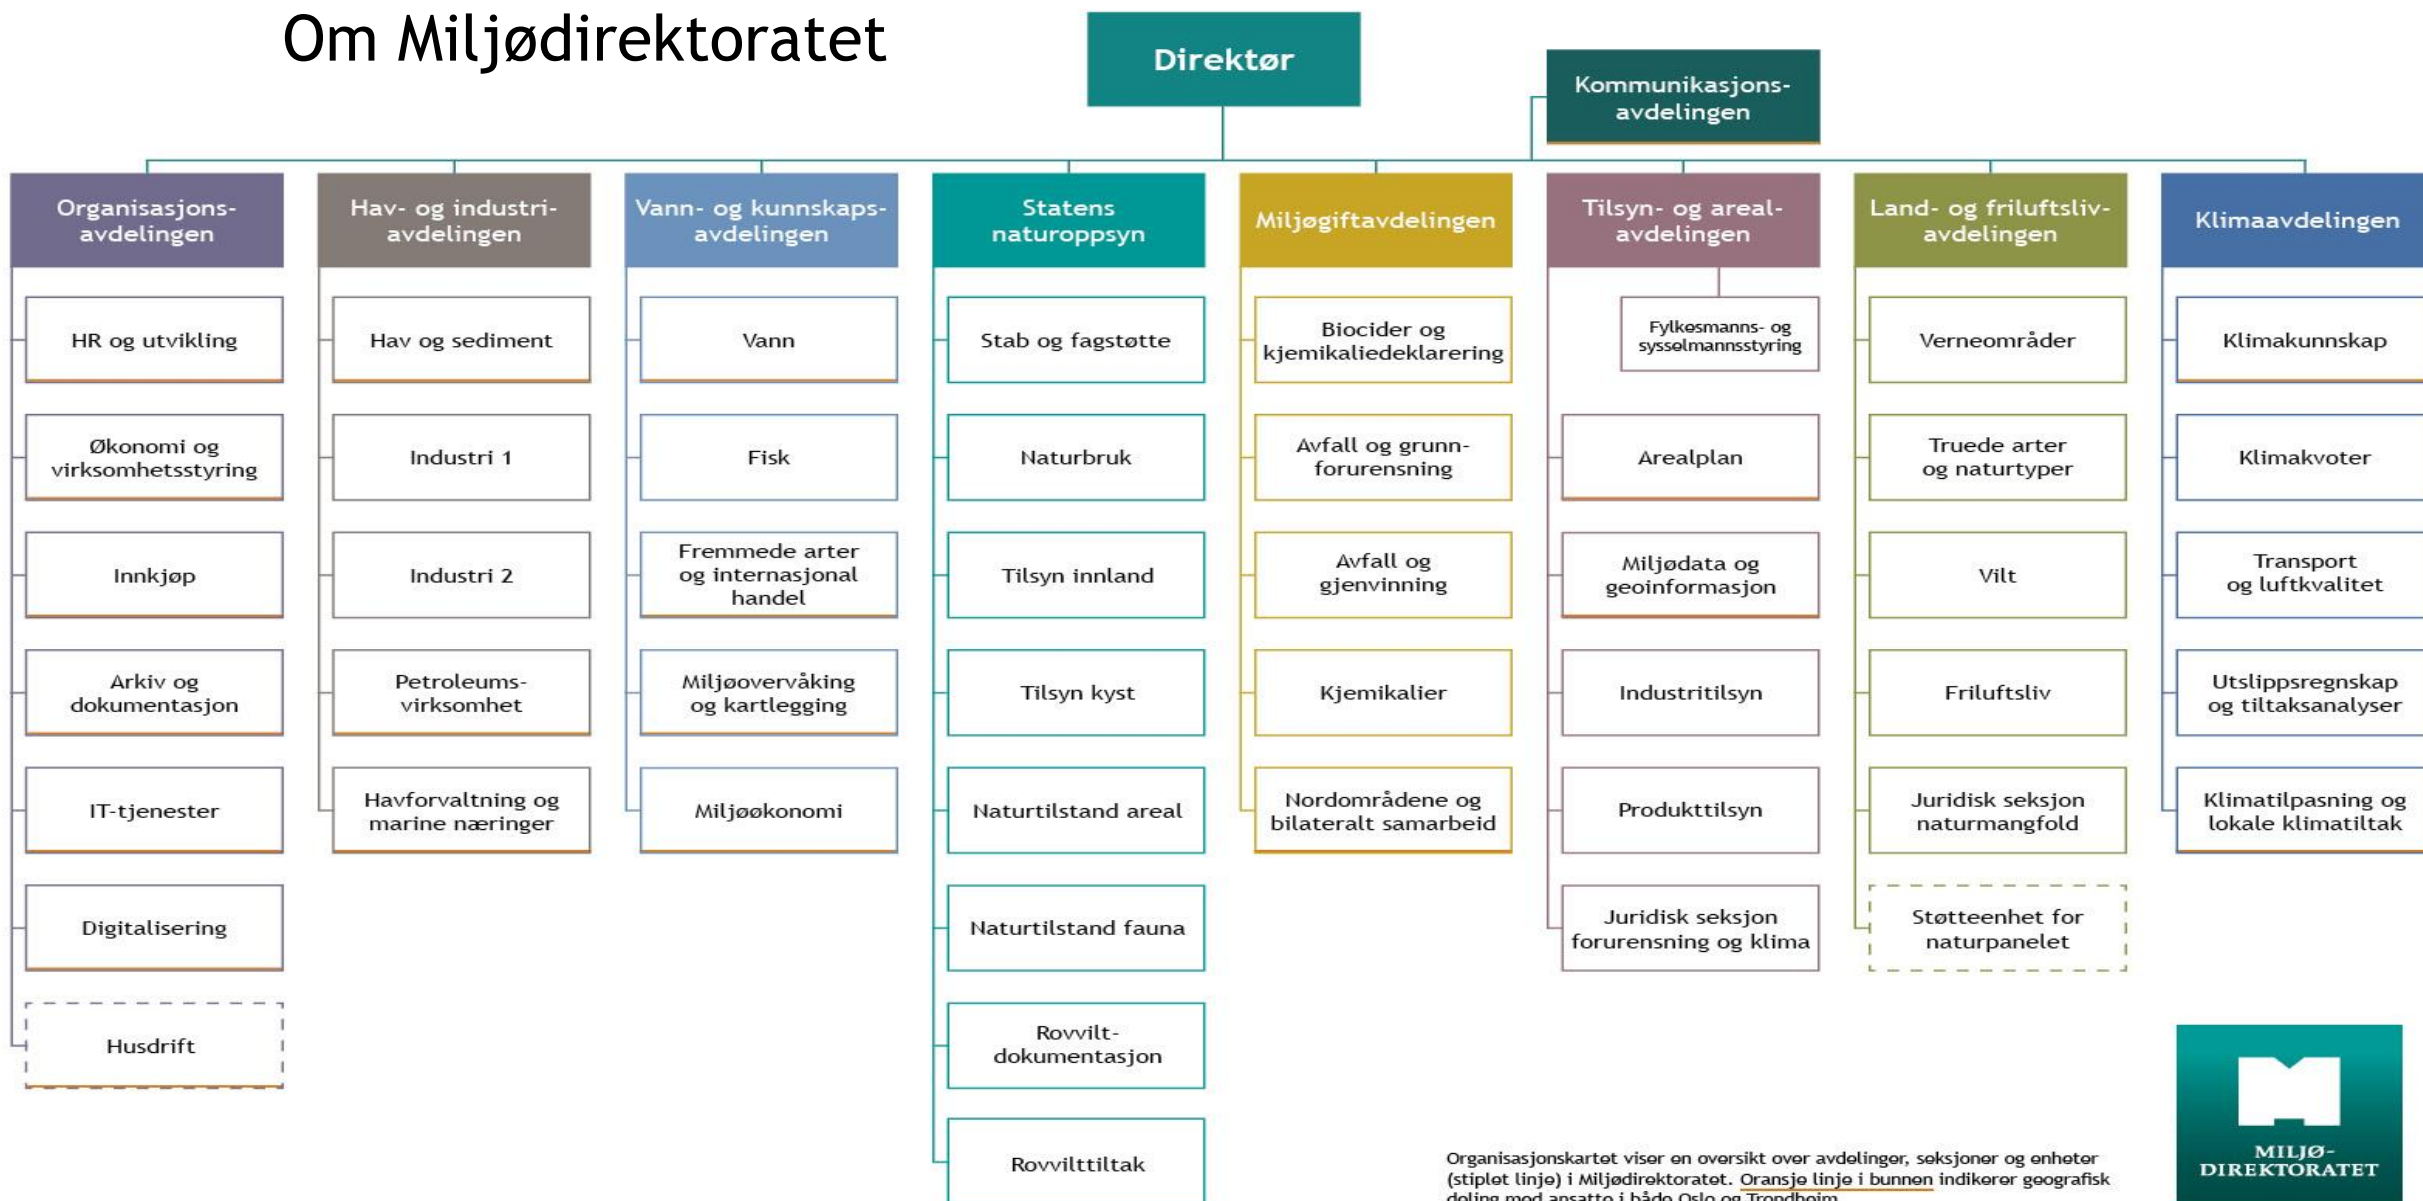 Om Miljødirektoratet
Direktør
Kommunikasjons-
avdelingen
Organisasjons-
avdelingen
HR og utvikling
Økonomi og
virksomhetsstyring
Innkjøp
Arkiv og
dokumentasjon
IT-tjenester
Digitalisering
Husdrift
Hav- og industri-
avdelingen
Hav og sediment
Industri 1
Industri 2
Petroleums-
virksomhet
Havforvaltning og
marine næringer
Vann- og kunnskaps-
avdelingen
Vann
Fisk
Fremmede arter
og internasjonal
handel
Miljøovervåking
og kartlegging
Miljøøkonomi
Statens
naturoppsyn
Stab og fagstøtte
Naturbruk
Tilsyn innland
Tilsyn kyst
Naturtilstand areal
Naturtilstand fauna
Rovvilt-
dokumentasjon
Rovvilttiltak
Miljøgiftavdelingen
Biocider og
kjemikaliedeklarering
Avfall og grunn-
forurensning
Avfall og
gjenvinning
Kjemikalier
Nordområdene og
bilateralt samarbeid
Tilsyn- og areal-
avdelingen
Fylkesmanns- og
sysselmannsstyring
Arealplan
Miljødata og
geoinformasjon
Industritilsyn
Produkttilsyn
Juridisk seksjon
forurensning og klima
Land- og friluftsliv-
avdelingen
Verneområder
Truede arter
og naturtyper
Vilt
Friluftsliv
Juridisk seksjon
naturmangfold
Støtteenhet for
naturpanelet
Klimaavdelingen
Klimakunnskap
Klimakvoter
Transport
og luftkvalitet
Utslippsregnskap
og tiltaksanalyser
Klimatilpasning og
lokale klimatiltak
Organisasjonskartet viser en oversikt over avdelinger, seksjoner og enheter
(stiplet linje) i Miljødirektoratet. Oransje linje i bunnen indikerer geografisk
deling med ansatte i både Oslo og Trondheim
MILJØ-
DIREKTORATET